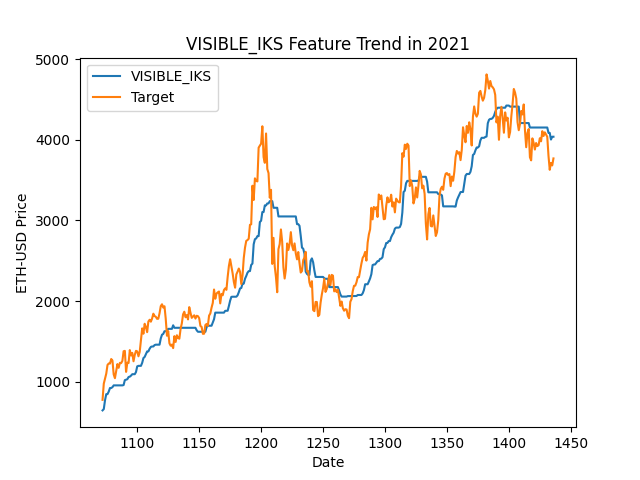 VISIBLE_IKS Feature Trend in 2021
VISIBLE_IKS
Target
ETH-USD Price
5000
4000
3000
2000
1000
1100 1150 1200 1250 1300 1350 1400 1450
Date